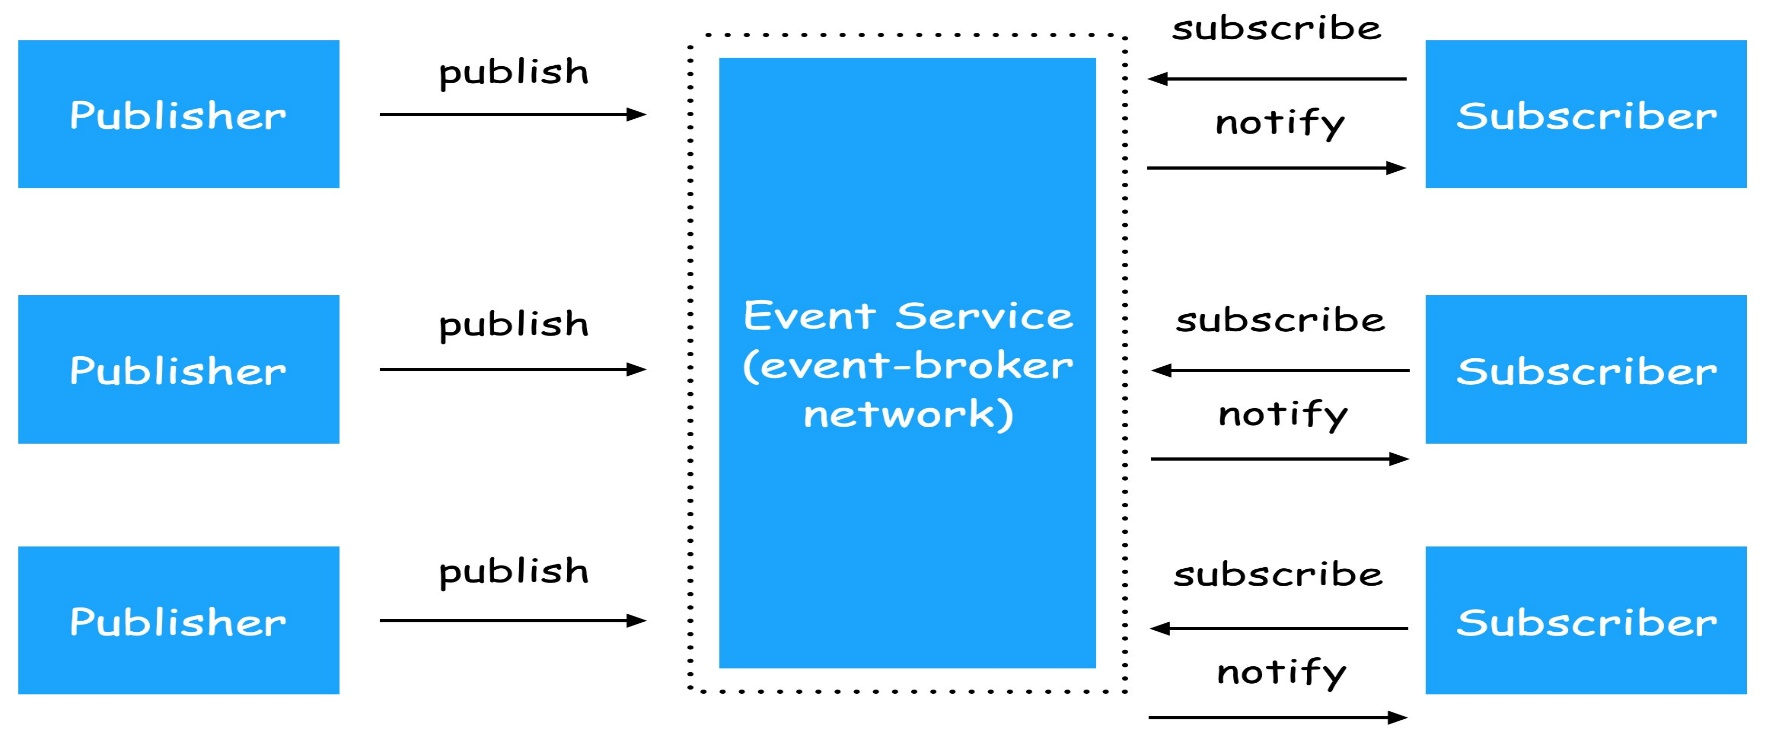 Publisher
publish
subscribe
notify
Subscriber
Publisher
publish
Event Service
(event-broker
network)
subscribe
notify
Subscriber
Publisher
publish
subscribe
notify
Subscriber